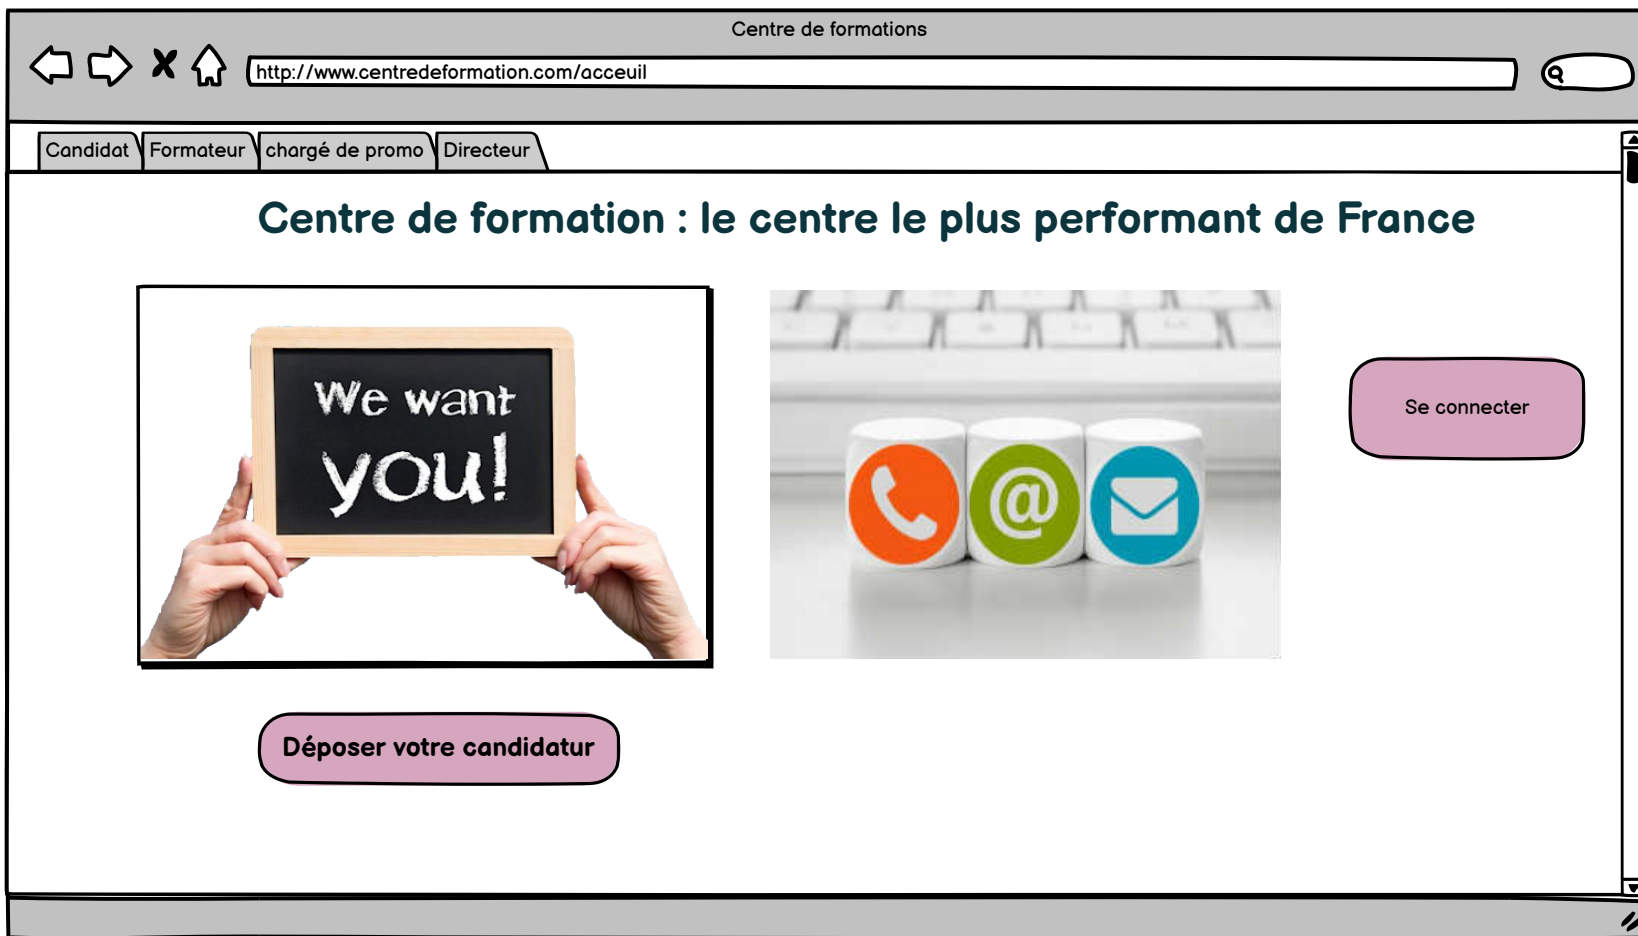 Centre de formations
http://www.centredeformation.com/acceuil
Candidat Formateur chargé de promo Directeur
Centre de formation : le centre le plus performant de France
We want
you!
@
Se connecter
Déposer votre candidatur